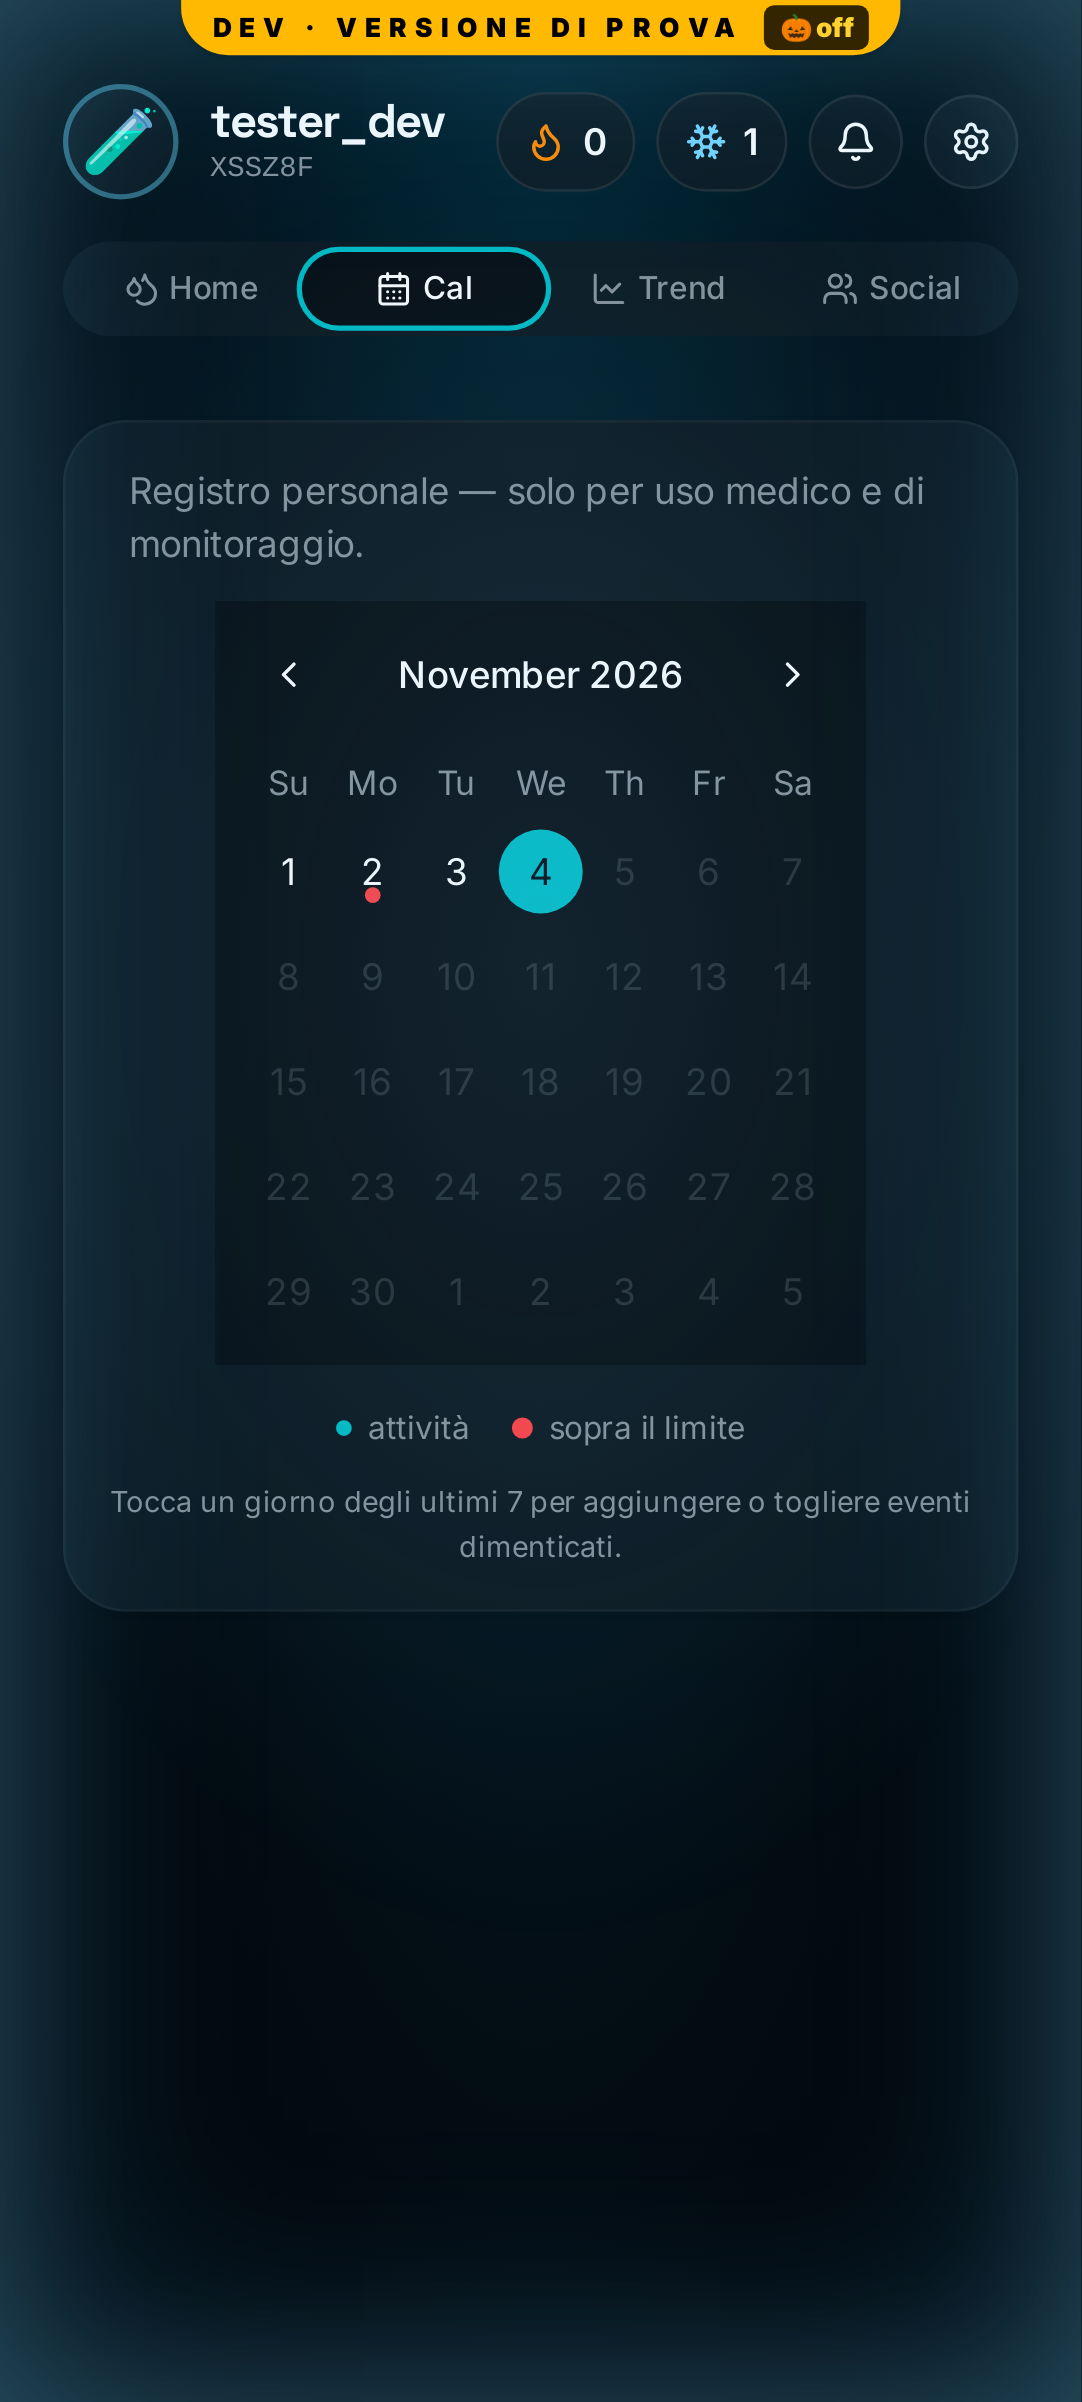 DEV · VERSIONE DI PROVA 🎃off
tester_dev 0 1
XSSZ8F
Home Cal Trend Social
Registro personale — solo per uso medico e di
monitoraggio.
November 2026
Su Mo Tu We Th Fr Sa
1 2 3 4 5 6 7
8 9 10 11 12 13 14
15 16 17 18 19 20 21
22 23 24 25 26 27 28
29 30 1 2 3 4 5
attività sopra il limite
Tocca un giorno degli ultimi 7 per aggiungere o togliere eventi
dimenticati.